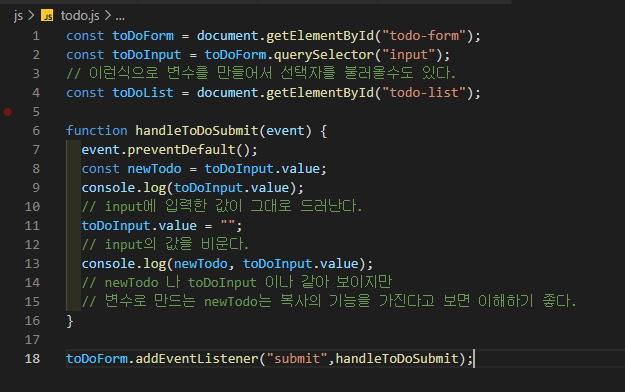 js > JS todo.js > ...
1 const toDoForm = document.getElementById("todo-form");
2 const toDoInput = toDoForm.querySelector("input");
3 // 이런식으로 변수를 만들어서 선택자를 불러올수도 있다.
4 const toDoList = document.getElementById("todo-list");
5
6 function handleToDoSubmit(event) {
7   event.preventDefault();
8   const newTodo = toDoInput.value;
9   console.log(toDoInput.value);
10   // input에 입력한 값이 그대로 드러난다.
11   toDoInput.value = "";
12   // input의 값을 비운다.
13   console.log(newTodo, toDoInput.value);
14   // newTodo 나 toDoInput 이나 같아 보이지만
15   // 변수로 만드는 newTodo는 복사의 기능을 가진다고 보면 이해하기 좋다.
16 }
17
18 toDoForm.addEventListener("submit",handleToDoSubmit);